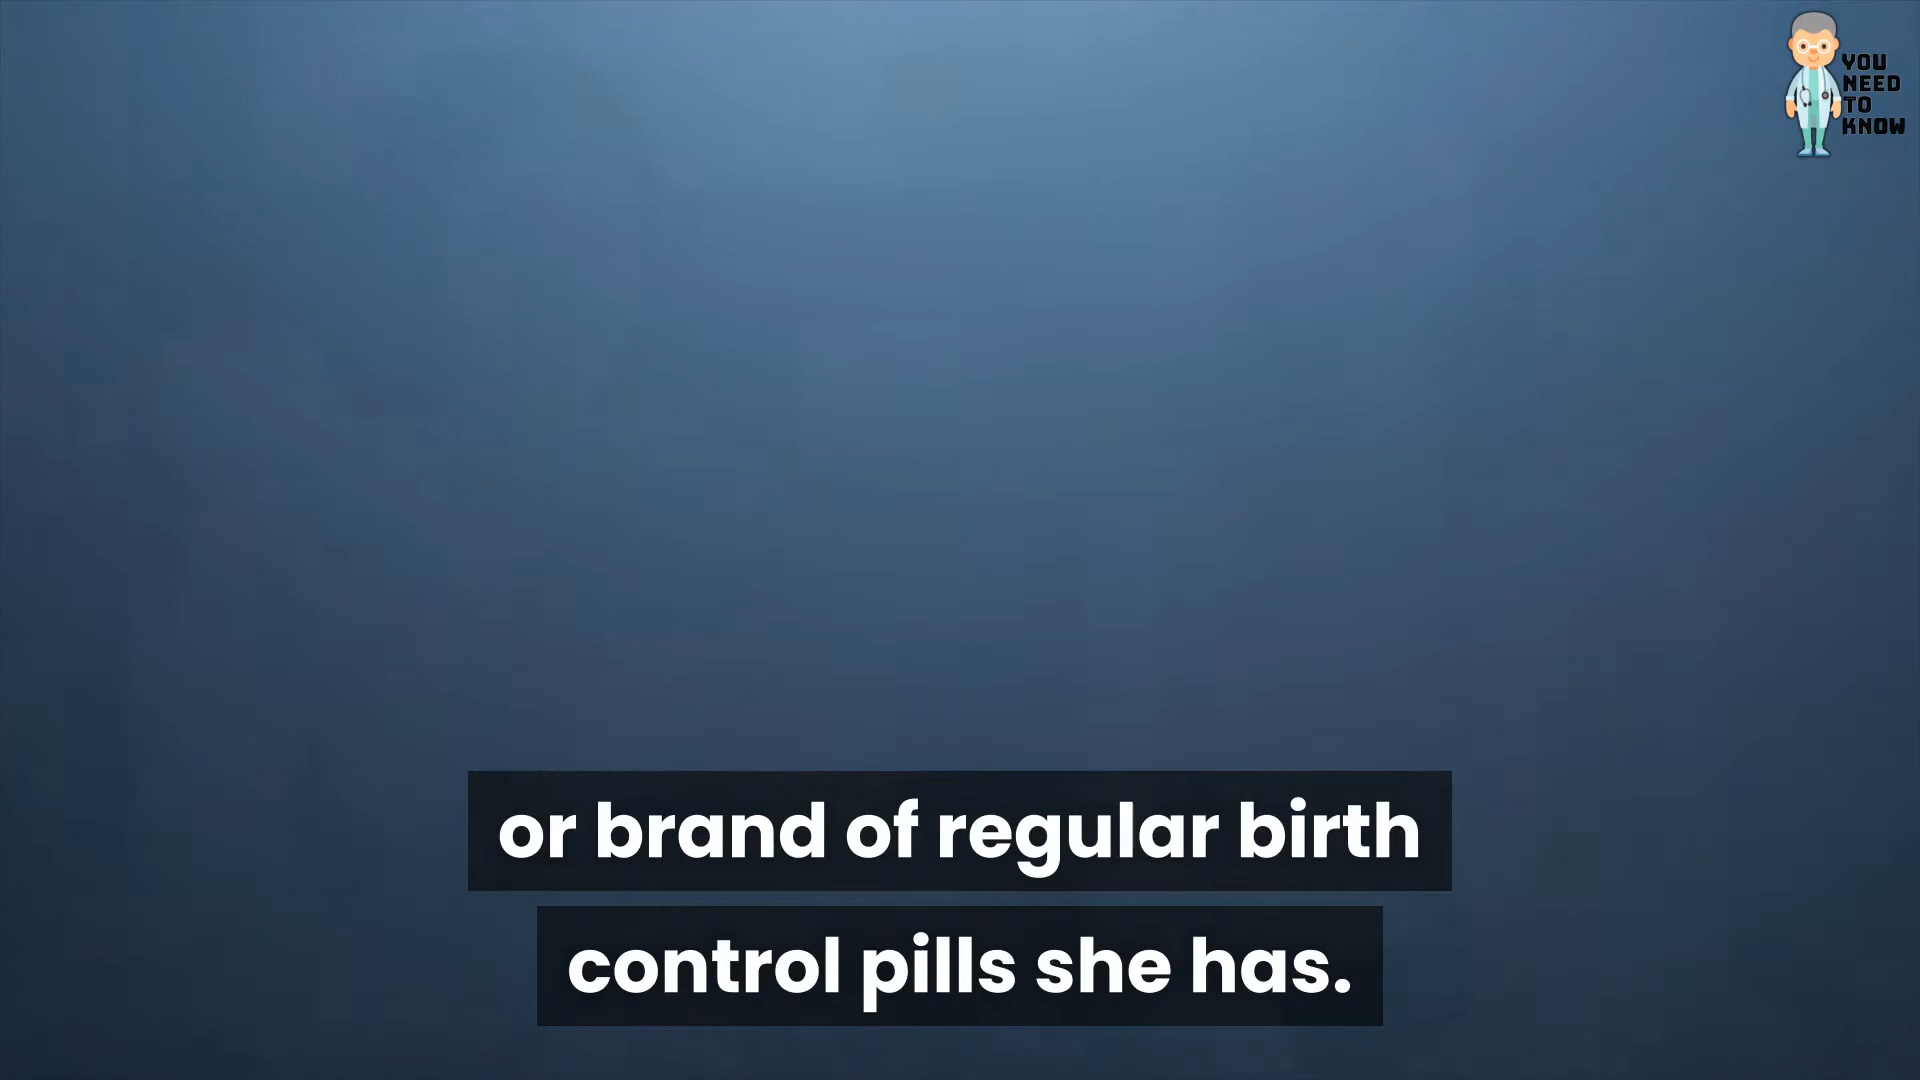 YOU
NEED
TO
KNOW
or brand of regular birth
control pills she has.